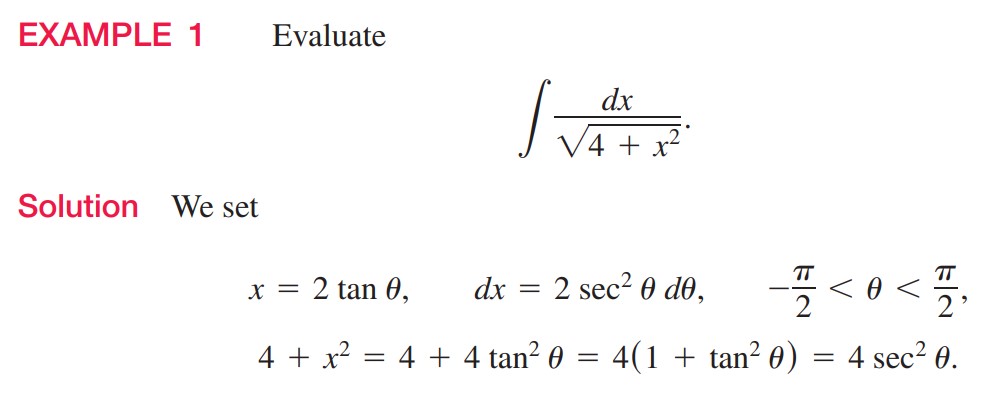 EXAMPLE 1 Evaluate
∫ dx / √(4 + x²).
Solution We set
x = 2 tan θ, dx = 2 sec² θ dθ, −π/2 < θ < π/2,
4 + x² = 4 + 4 tan² θ = 4(1 + tan² θ) = 4 sec² θ.